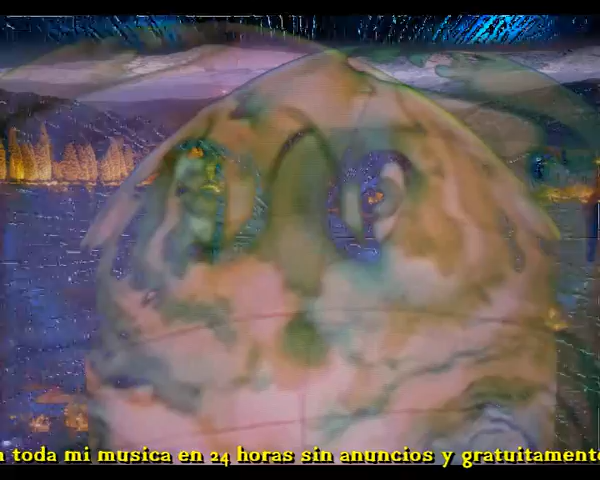 toda mi musica en 24 horas sin anuncios y gratuitamente